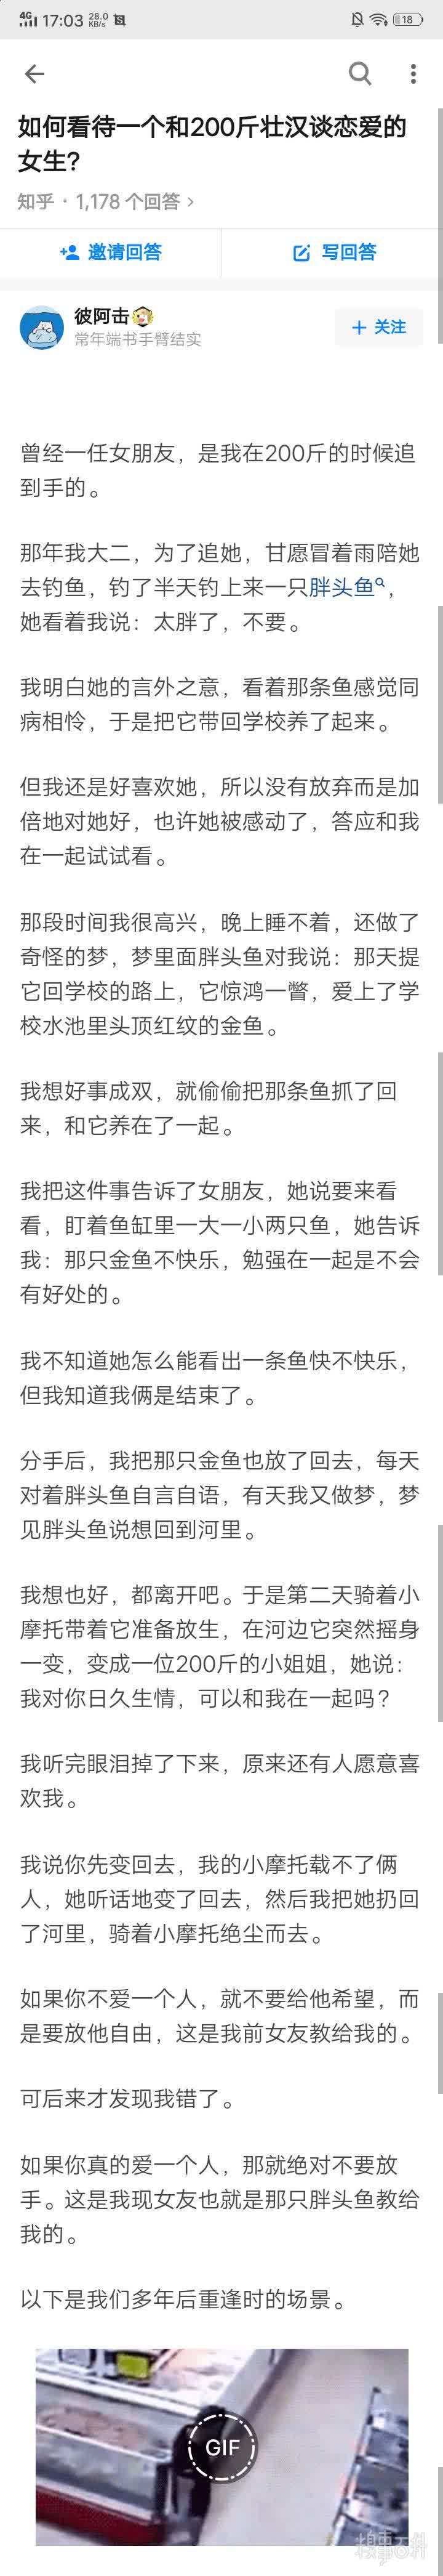 4G 17:03 28.0 KB/s 18
如何看待一个和200斤壮汉谈恋爱的
女生?
知乎 · 1,178 个回答 >
邀请回答
写回答
彼阿击
常年端书手臂结实
+ 关注
曾经一任女朋友，是我在200斤的时候追
到手的。
那年我大二，为了追她，甘愿冒着雨陪她
去钓鱼，钓了半天钓上来一只胖头鱼，
她看着我说：太胖了，不要。
我明白她的言外之意，看着那条鱼感觉同
病相怜，于是把它带回学校养了起来。
但我还是好喜欢她，所以没有放弃而是加
倍地对她好，也许她被感动了，答应和我
在一起试试看。
那段时间我很高兴，晚上睡不着，还做了
奇怪的梦，梦里面胖头鱼对我说：那天提
它回学校的路上，它惊鸿一瞥，爱上了学
校水池里头顶红纹的金鱼。
我想好事成双，就偷偷把那条鱼抓了回
来，和它养在了一起。
我把这件事告诉了女朋友，她说要来看
看，盯着鱼缸里一大一小两只鱼，她告诉
我：那只金鱼不快乐，勉强在一起是不会
有好处的。
我不知道她怎么能看出一条鱼快不快乐，
但我知道我俩是结束了。
分手后，我把那只金鱼也放了回去，每天
对着胖头鱼自言自语，有天我又做梦，梦
见胖头鱼说想回到河里。
我想也好，都离开吧。于是第二天骑着小
摩托带着它准备放生，在河边它突然摇身
一变，变成一位200斤的小姐姐，她说：
我对你日久生情，可以和我在一起吗？
我听完眼泪掉了下来，原来还有人愿意喜
欢我。
我说你先变回去，我的小摩托载不了俩
人，她听话地变了回去，然后我把她扔回
了河里，骑着小摩托绝尘而去。
如果你不爱一个人，就不要给他希望，而
是要放他自由，这是我前女友教给我的。
可后来才发现我错了。
如果你真的爱一个人，那就绝对不要放
手。这是我现女友也就是那只胖头鱼教给
我的。
以下是我们多年后重逢时的场景。
GIF
糗事百科